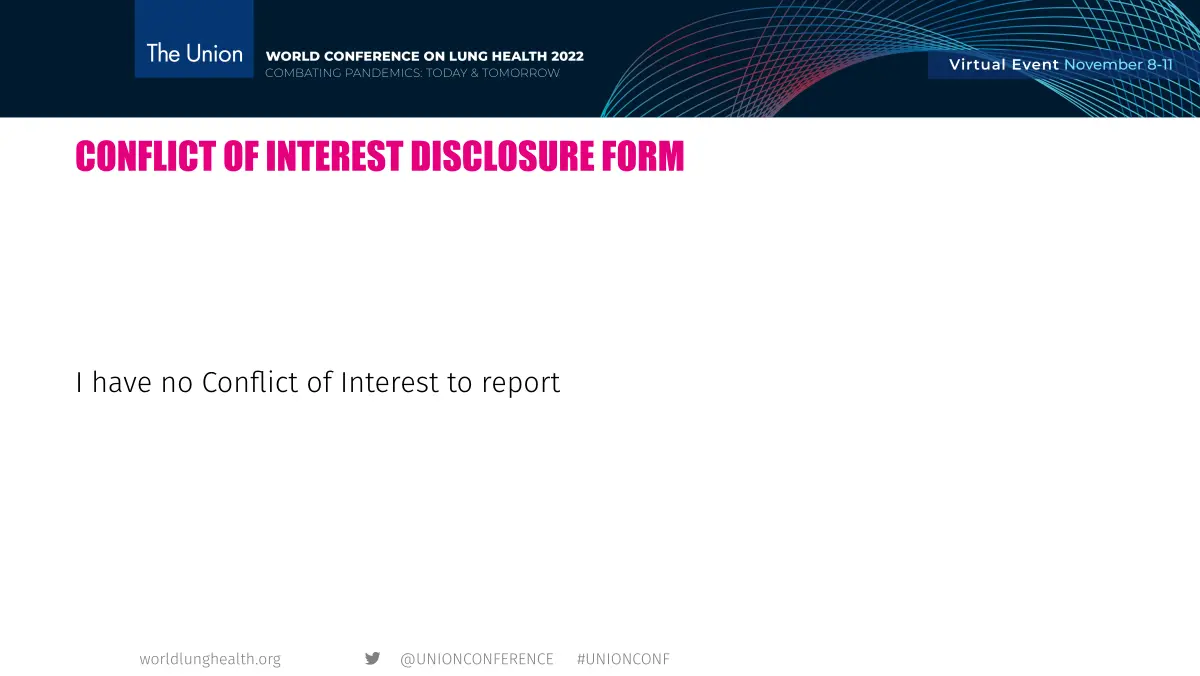 The Union
WORLD CONFERENCE ON LUNG HEALTH 2022
COMBATING PANDEMICS: TODAY & TOMORROW
Virtual Event November 8-11
CONFLICT OF INTEREST DISCLOSURE FORM
I have no Conflict of Interest to report
worldlunghealth.org
@UNIONCONFERENCE #UNIONCONF